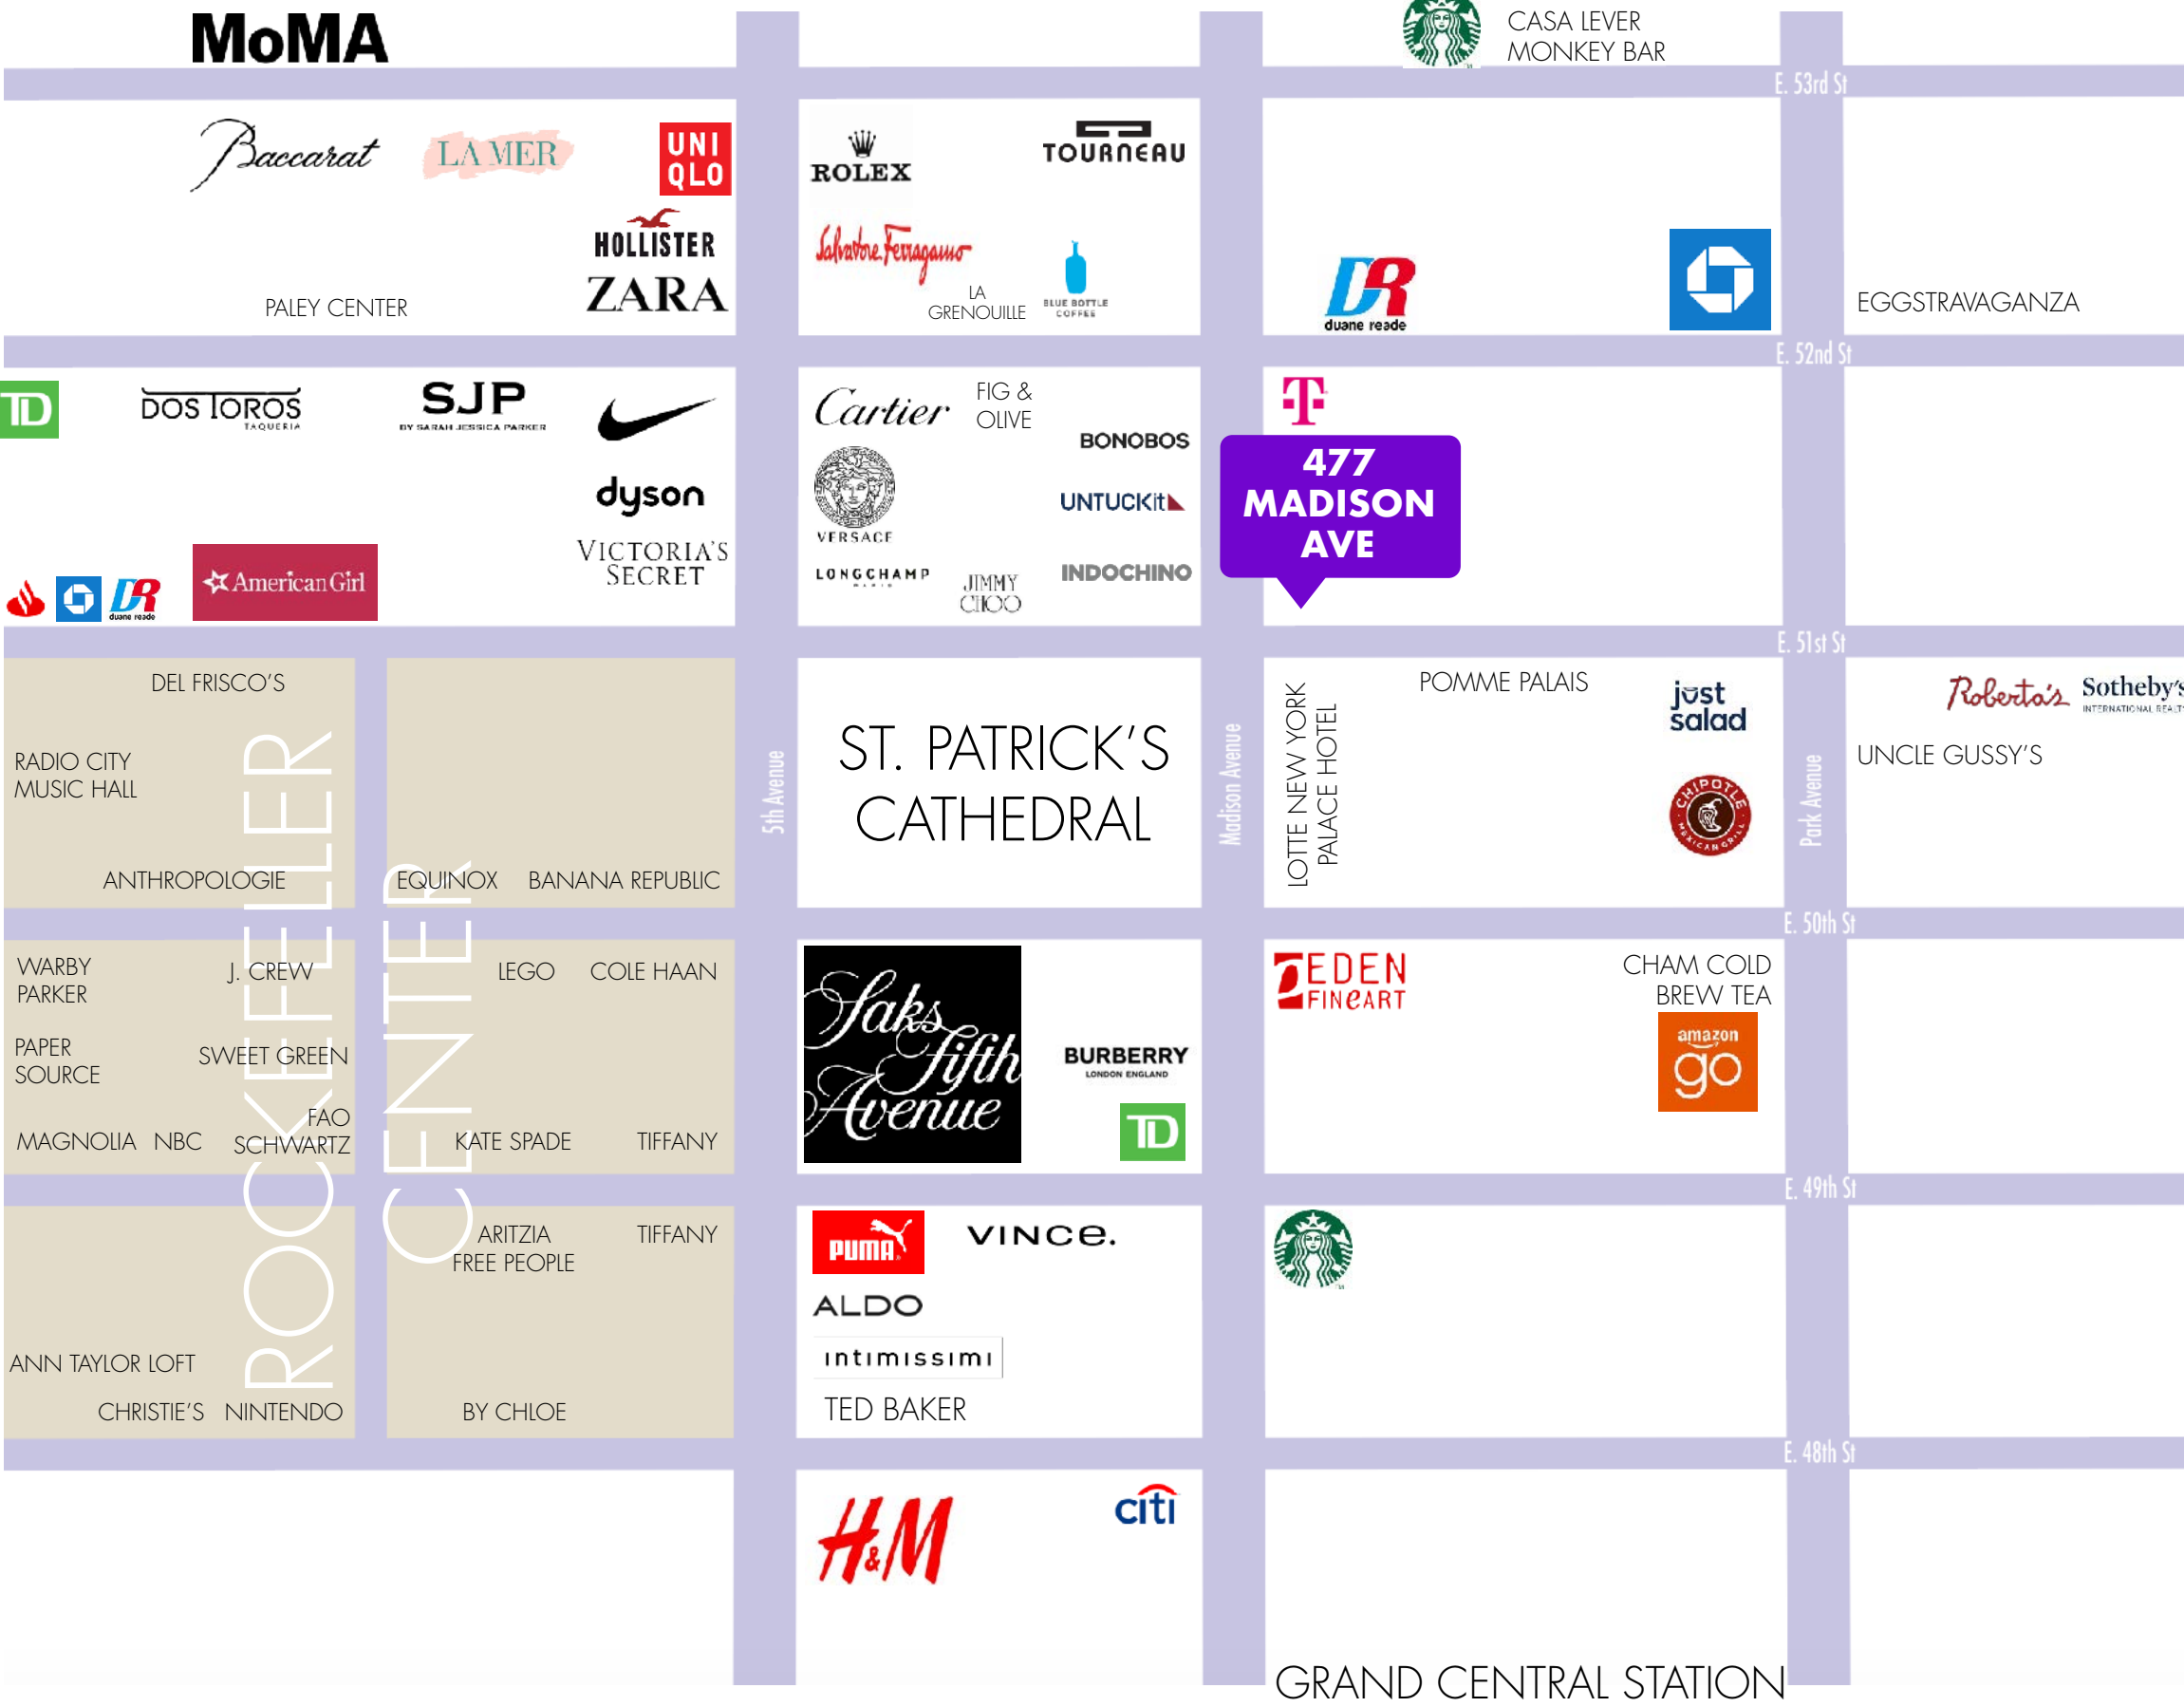 MoMA
CASA LEVER
MONKEY BAR
E. 53rd St
Baccarat
LA MER
UNI
QLO
HOLLISTER
ZARA
PALEY CENTER
ROLEX
TOURNEAU
Salvatore Ferragamo
LA
GRENOUILLE
BLUE BOTTLE
COFFEE
DR
duane reade
EGGSTRAVAGANZA
E. 52nd St
TD
DOS TOROS
TAQUERIA
SJP
BY SARAH JESSICA PARKER
dyson
VICTORIA'S
SECRET
duane reade
American Girl
Cartier
FIG &
OLIVE
BONOBOS
VERSACE
UNTUCKit
LONGCHAMP
PARIS
JIMMY
CHOO
INDOCHINO
T
477
MADISON
AVE
E. 51st St
DEL FRISCO'S
RADIO CITY
MUSIC HALL
ANTHROPOLOGIE
EQUINOX
BANANA REPUBLIC
ROCKEFELLER
CENTER
5th Avenue
ST. PATRICK'S
CATHEDRAL
Madison Avenue
LOTTE NEW YORK
PALACE HOTEL
POMME PALAIS
just
salad
CHIPOTLE
MEXICAN GRILL
Park Avenue
Roberta's
Sotheby's
INTERNATIONAL REALTY
UNCLE GUSSY'S
E. 50th St
WARBY
PARKER
J. CREW
LEGO
COLE HAAN
PAPER
SOURCE
SWEET GREEN
MAGNOLIA
NBC
FAO
SCHWARTZ
KATE SPADE
TIFFANY
Saks
Fifth
Avenue
BURBERRY
LONDON ENGLAND
TD
EDEN
FINEART
CHAM COLD
BREW TEA
amazon
go
E. 49th St
ARITZIA
FREE PEOPLE
TIFFANY
ANN TAYLOR LOFT
CHRISTIE'S
NINTENDO
BY CHLOE
PUMA
VINCE.
ALDO
intimissimi
TED BAKER
E. 48th St
H&M
citi
GRAND CENTRAL STATION